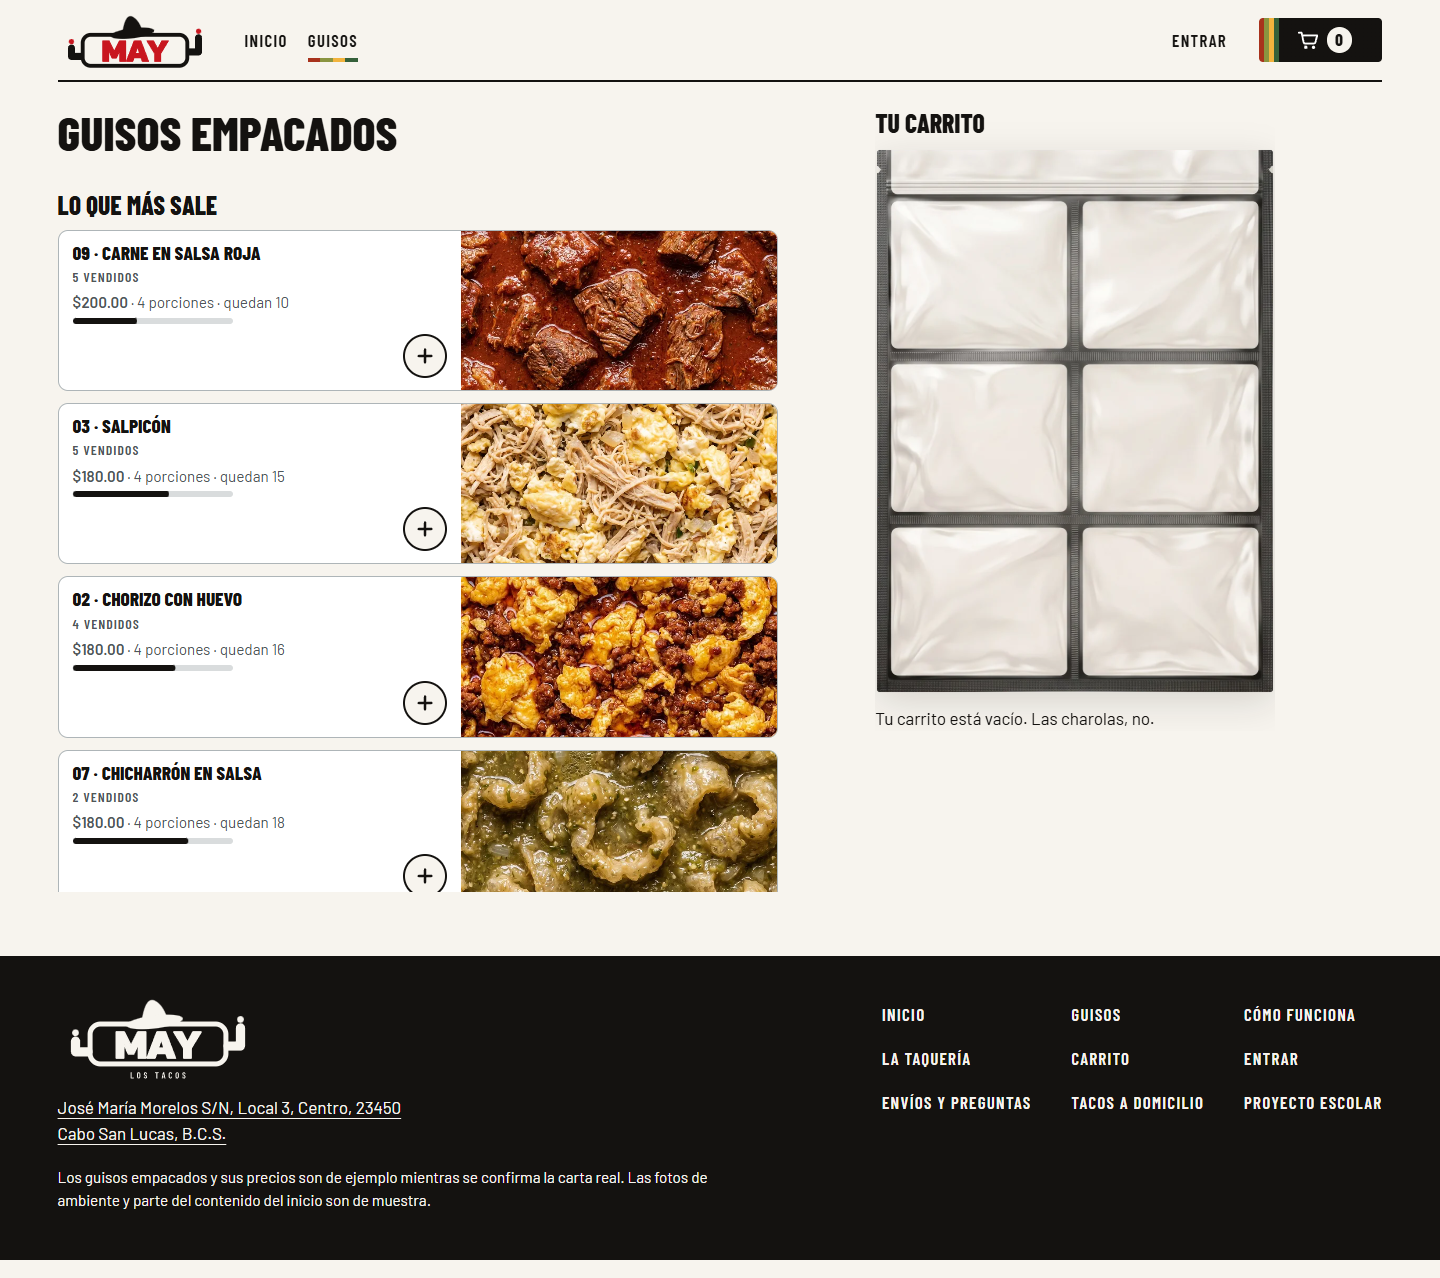 MAY
INICIO
GUISOS
ENTRAR
0
GUISOS EMPACADOS
LO QUE MÁS SALE
09 · CARNE EN SALSA ROJA
5 VENDIDOS
$200.00 · 4 porciones · quedan 10
03 · SALPICÓN
5 VENDIDOS
$180.00 · 4 porciones · quedan 15
02 · CHORIZO CON HUEVO
4 VENDIDOS
$180.00 · 4 porciones · quedan 16
07 · CHICHARRÓN EN SALSA
2 VENDIDOS
$180.00 · 4 porciones · quedan 18
TU CARRITO
Tu carrito está vacío. Las charolas, no.
MAY
LOS TACOS
José María Morelos S/N, Local 3, Centro, 23450
Cabo San Lucas, B.C.S.
Los guisos empacados y sus precios son de ejemplo mientras se confirma la carta real. Las fotos de
ambiente y parte del contenido del inicio son de muestra.
INICIO
GUISOS
CÓMO FUNCIONA
LA TAQUERÍA
CARRITO
ENTRAR
ENVÍOS Y PREGUNTAS
TACOS A DOMICILIO
PROYECTO ESCOLAR